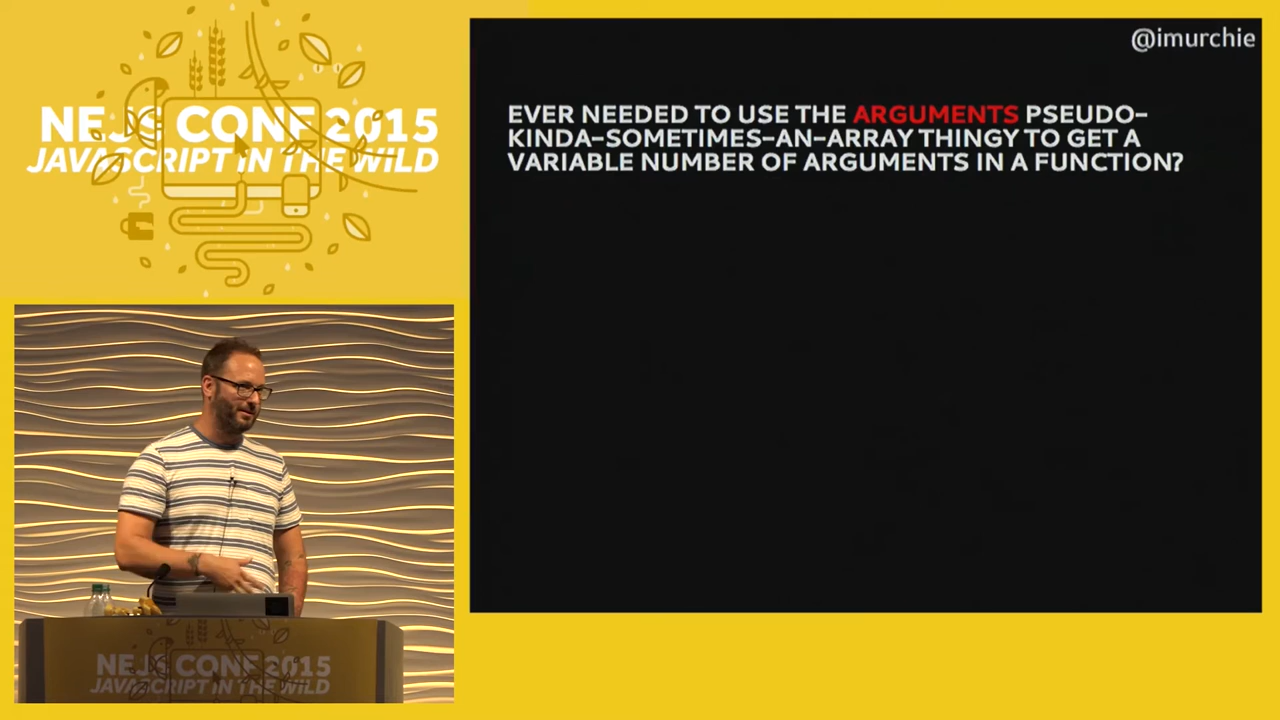 NEJS CONF 2015
JAVASCRIPT IN THE WILD
@imurchie
EVER NEEDED TO USE THE ARGUMENTS PSEUDO-
KINDA-SOMETIMES-AN-ARRAY THINGY TO GET A
VARIABLE NUMBER OF ARGUMENTS IN A FUNCTION?
NEJS CONF 2015
JAVASCRIPT IN THE WILD